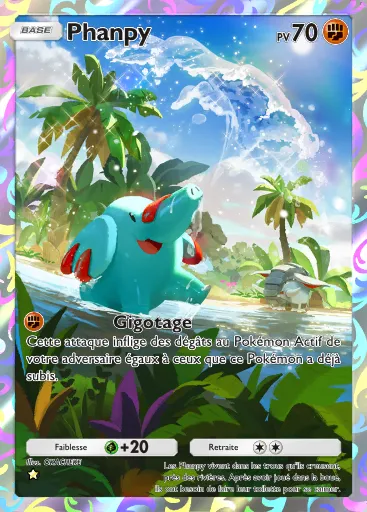 BASE Phanpy PV 70
Gigotage
Cette attaque inflige des dégâts au Pokémon Actif de
votre adversaire égaux à ceux que ce Pokémon a déjà
subis.
Faiblesse +20 Retraite
Illus. OKACHEKE
Les Phanpy vivent dans les trous qu'ils creusent
près des rivières. Après avoir joué dans la boue,
ils ont besoin de faire leur toilette pour se calmer.